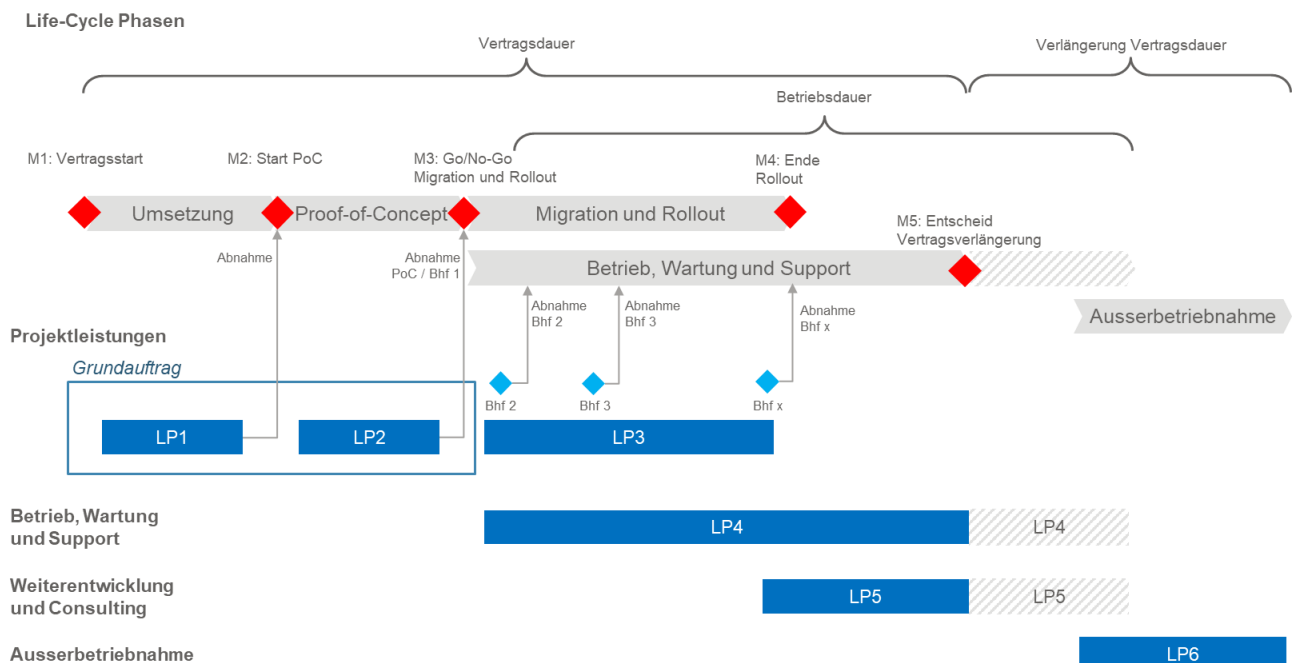 Life-Cycle Phasen
Vertragsdauer
Verlängerung Vertragsdauer
Betriebsdauer
M1: Vertragsstart
M2: Start PoC
M3: Go/No-Go
Migration und Rollout
M4: Ende
Rollout
Umsetzung
Proof-of-Concept
Migration und Rollout
M5: Entscheid
Vertragsverlängerung
Abnahme
Abnahme
PoC / Bhf 1
Betrieb, Wartung und Support
Abnahme
Bhf 2
Abnahme
Bhf 3
Abnahme
Bhf x
Ausserbetriebnahme
Projektleistungen
Grundauftrag
Bhf 2
Bhf 3
Bhf x
LP1
LP2
LP3
Betrieb, Wartung
und Support
LP4
LP4
Weiterentwicklung
und Consulting
LP5
LP5
Ausserbetriebnahme
LP6